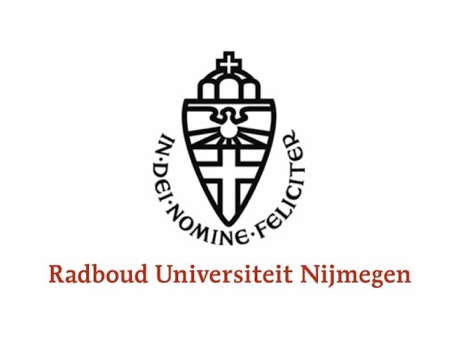 IN·DEI·NOMINE·FELICITER
Radboud Universiteit Nijmegen